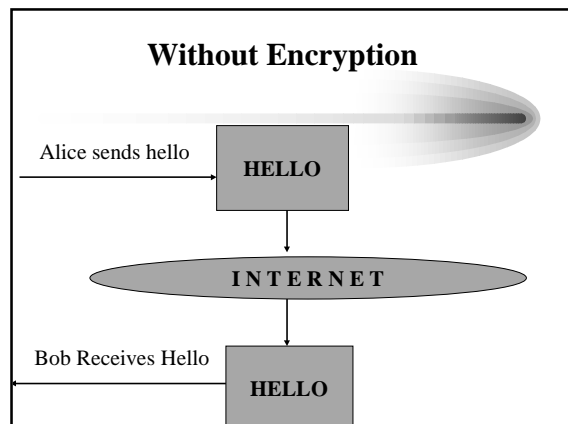 Without Encryption
Alice sends hello
HELLO
I N T E R N E T
Bob Receives Hello
HELLO